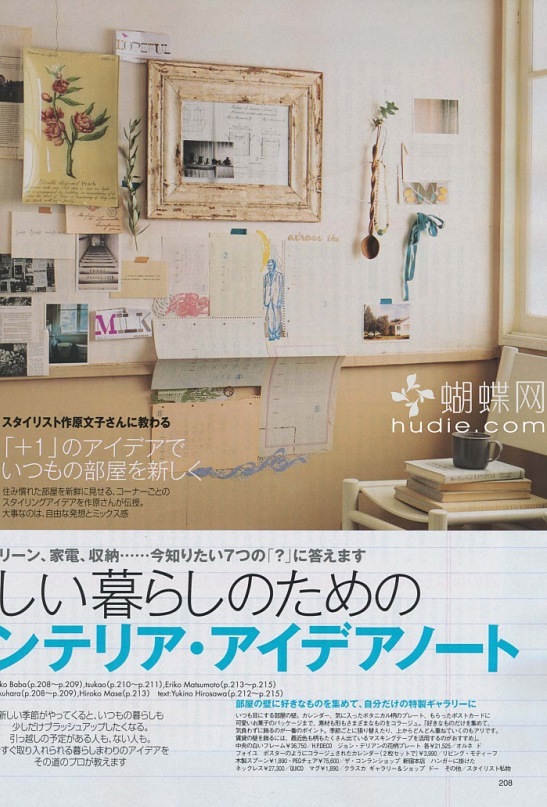 HOPEFUL
express the
MILK
蝴蝶网
hudie.com
スタイリスト作原文子さんに教わる
「+1」のアイデアで
いつもの部屋を新しく
住み慣れた部屋を新鮮に見せる、コーナーごとの
スタイリングアイデアを作原さんが伝授。
大事なのは、自由な発想とミックス感
リーン、家電、収納……今知りたい7つの「?」に答えます
しい暮らしのための
ンテリア・アイデアノート
ko Baba(p.208〜p.209),tsukao(p.210〜p.211),Eriko Matsumoto(p.213〜p.215)
kuhara(p.208〜p.209),Hiroko Mase(p.213) text:Yukino Hirosawa(p.212〜p.215)
新しい季節がやってくると、いつもの暮らしも
少しだけブラッシュアップしたくなる。
引っ越しの予定がある人も、ない人も。
すぐ取り入れられる暮らしまわりのアイデアを
その道のプロが教えます
部屋の壁に好きなものを集めて、自分だけの特製ギャラリーに
いつも目にする部屋の壁。カレンダー、気に入ったボタニカル柄のプレート、もらったポストカードに
可愛いお菓子のパッケージまで、素材も形もさまざまなものをコラージュ。「好きなものだけを集めて、
気負わずに飾るのが一番のポイント。季節ごとに張り替えたり、上からどんどん重ねていくのもアリです。
賃貸の壁を飾るには、最近色も柄もたくさん出ているマスキングテープを活用するのがおすすめ」。
中央の白いフレーム¥36,750/H.P.DECO ジョン・デリアンの花柄プレート 各¥21,525/オルネ ド
フォイユ ポスターのようにコラージュされたカレンダー(2枚セットで)¥3,990/リビング・モティーフ
木製スプーン¥1,890・PEGチェア¥75,600/ザ・コンランショップ 新宿本店 ハンガーに掛けた
ネックレス¥27,300/QUICO マグ¥1,890/クラスカ ギャラリー&ショップ ドー その他/スタイリスト私物
208